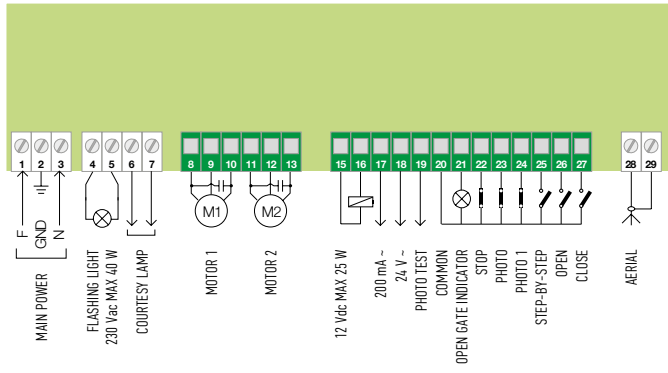 1 2 3 4 5 6 7 8 9 10 11 12 13 15 16 17 18 19 20 21 22 23 24 25 26 27 28 29
M1 M2
F
GND
N
MAIN POWER
FLASHING LIGHT
230 Vac MAX 40 W
COURTESY LAMP
MOTOR 1
MOTOR 2
12 Vdc MAX 25 W
200 mA ~
24 V ~
PHOTO TEST
COMMON
OPEN GATE INDICATOR
STOP
PHOTO
PHOTO 1
STEP-BY-STEP
OPEN
CLOSE
AERIAL